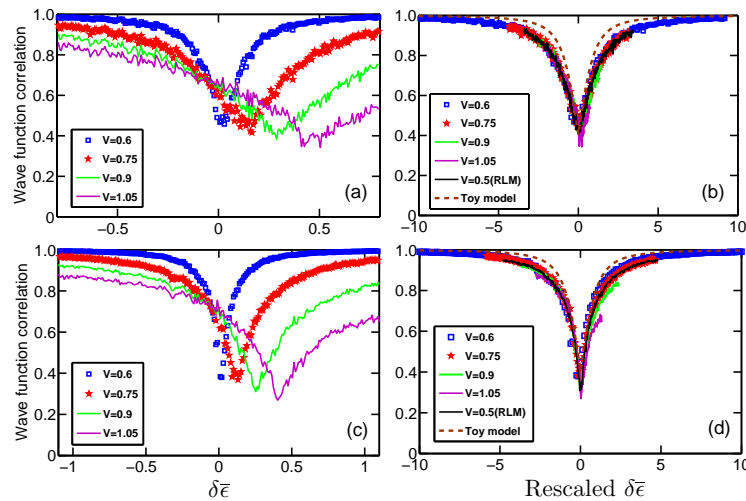 Wave function correlation
1.0
0.8
0.6
0.4
0.2
0
−0.5
0
0.5
V=0.6
V=0.75
V=0.9
V=1.05
(a)
1.0
0.8
0.6
0.4
0.2
0
−10
−5
0
5
10
V=0.6
V=0.75
V=0.9
V=1.05
V=0.5(RLM)
Toy model
(b)
Wave function correlation
1.0
0.8
0.6
0.4
0.2
0
−1
−0.5
0
0.5
1
V=0.6
V=0.75
V=0.9
V=1.05
(c)
δϵ̅
1.0
0.8
0.6
0.4
0.2
0
−10
−5
0
5
10
V=0.6
V=0.75
V=0.9
V=1.05
V=0.5(RLM)
Toy model
(d)
Rescaled δϵ̅